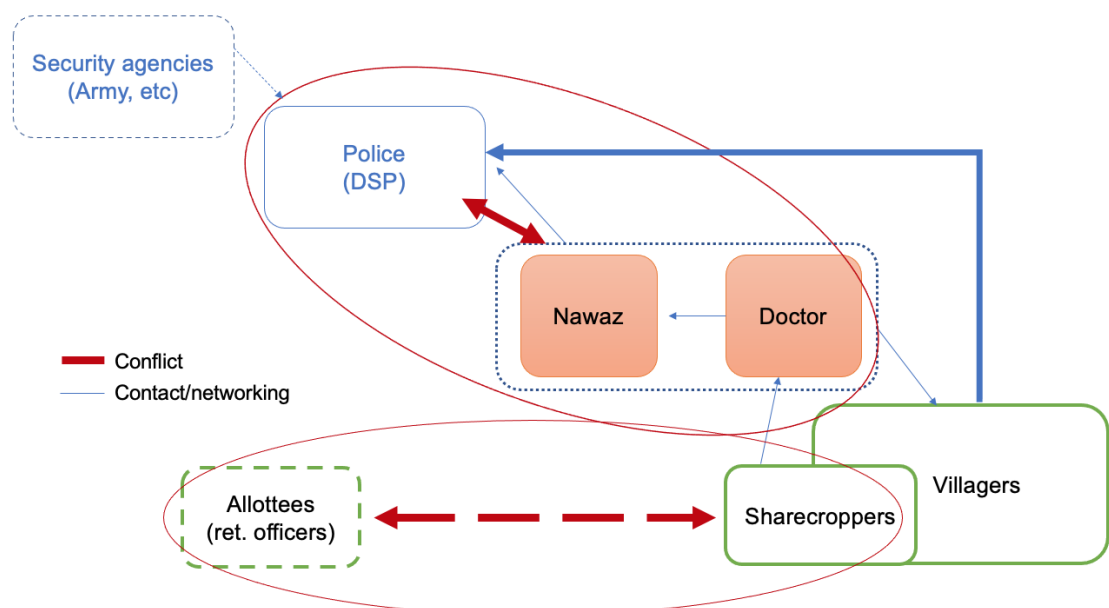 Security agencies
(Army, etc)
Police
(DSP)
Nawaz
Doctor
Conflict
Contact/networking
Allottees
(ret. officers)
Sharecroppers
Villagers